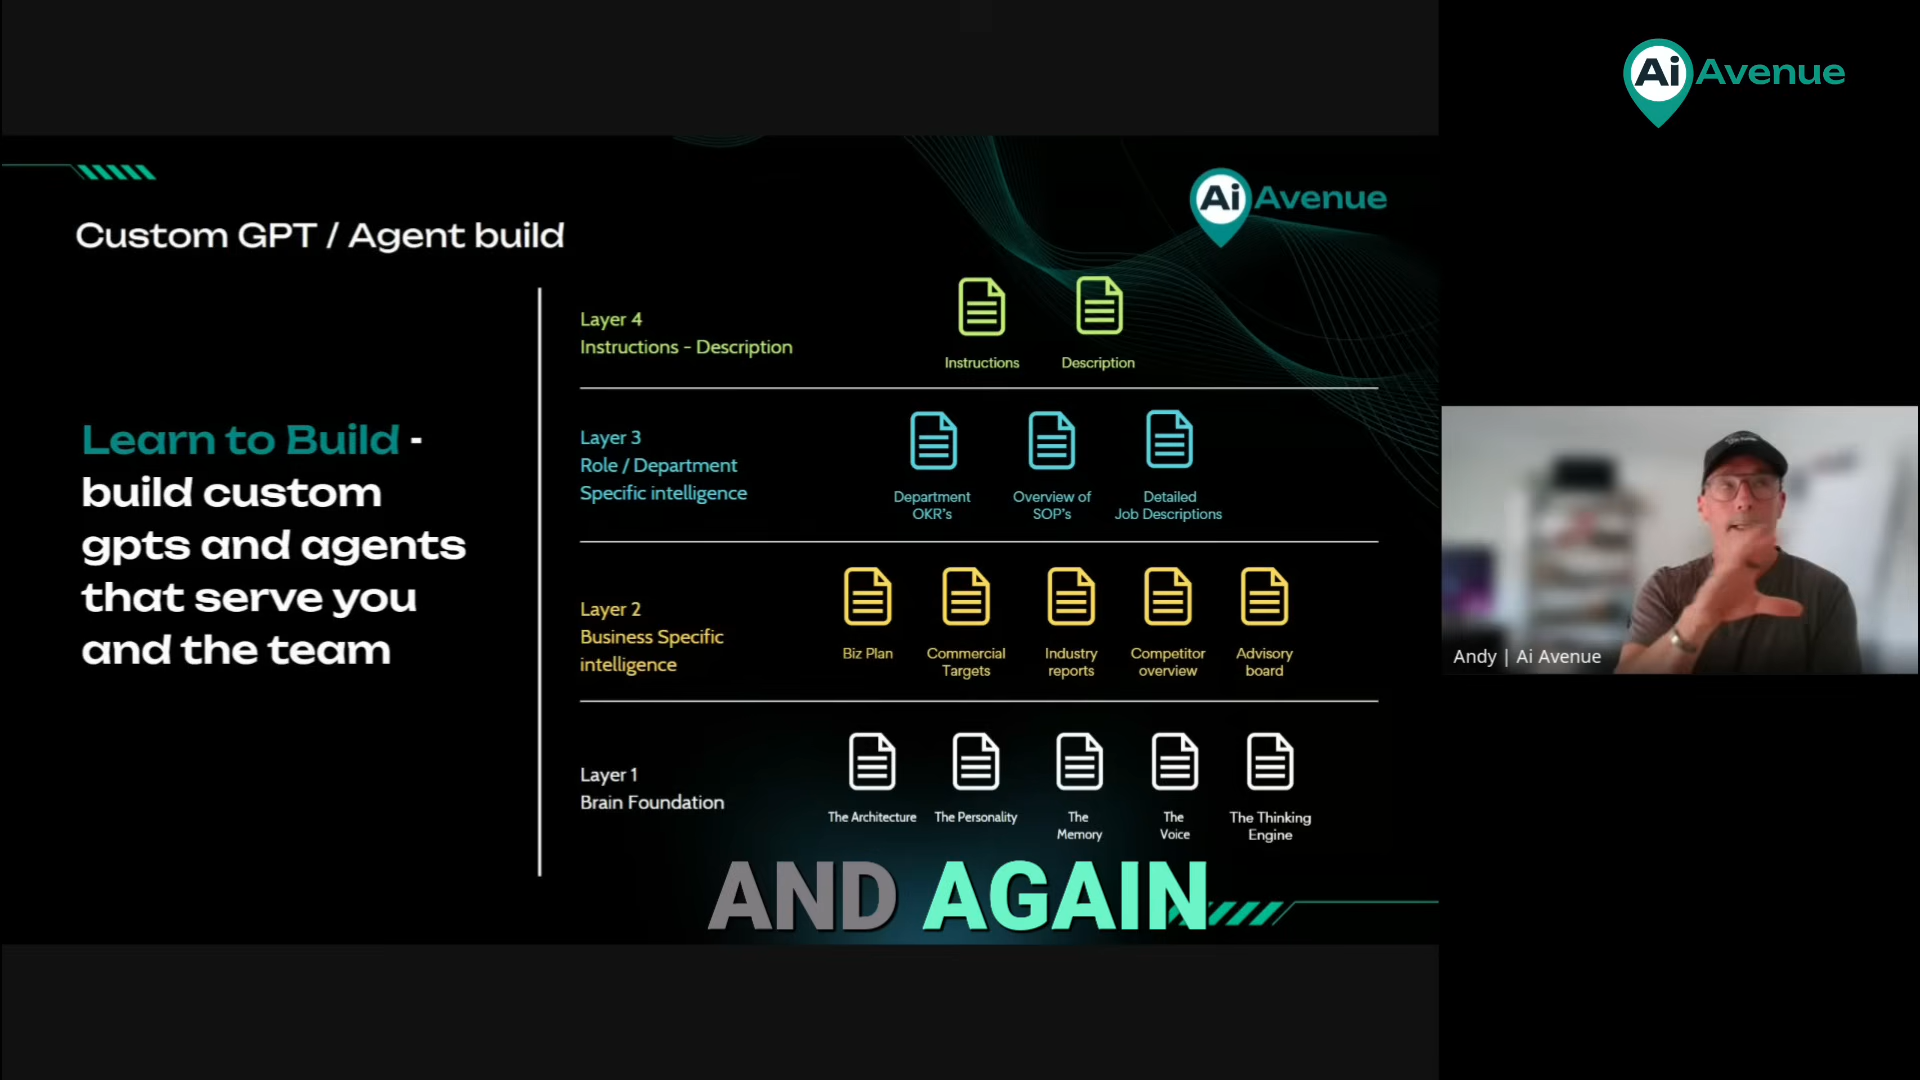 Ai Avenue
Ai Avenue
Custom GPT / Agent build
Learn to Build -
build custom
gpts and agents
that serve you
and the team
Layer 4
Instructions - Description
Instructions
Description
Layer 3
Role / Department
Specific intelligence
Department
OKR's
Overview of
SOP's
Detailed
Job Descriptions
Layer 2
Business Specific
intelligence
Biz Plan
Commercial
Targets
Industry
reports
Competitor
overview
Advisory
board
Layer 1
Brain Foundation
The Architecture
The Personality
The
Memory
The
Voice
The Thinking
Engine
AND AGAIN
Andy | Ai Avenue